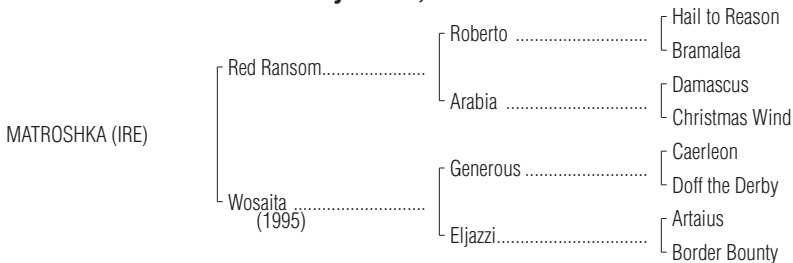 Hail to Reason
Roberto ..............................
Bramalea
Red Ransom.......................
Damascus
Arabia ................................
Christmas Wind
MATROSHKA (IRE)
Caerleon
Generous ............................
Doff the Derby
Wosaita .............................
(1995)
Artaius
Eljazzi..................................
Border Bounty